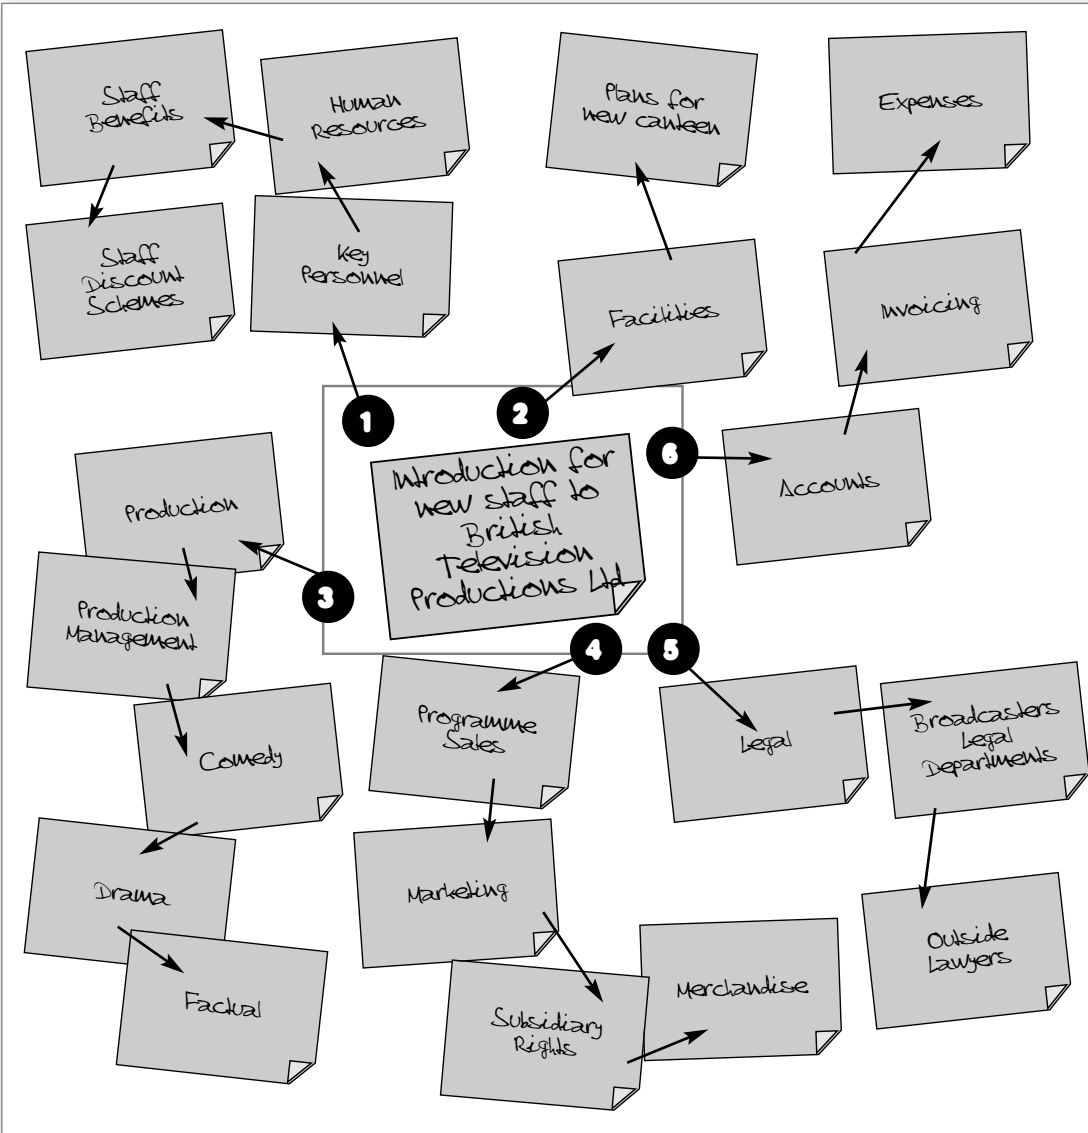 Staff
Benefits
Human
Resources
Plans for
new canteen
Expenses
Staff
Discount
Schemes
Key
Personnel
Facilities
Invoicing
1
2
Introduction for
new staff to
British
Television
Productions Ltd
6
Accounts
Production
3
Production
Management
4
5
Programme
Sales
Legal
Broadcasters
Legal
Departments
Comedy
Drama
Marketing
Outside
Lawyers
Factual
Subsidiary
Rights
Merchandise